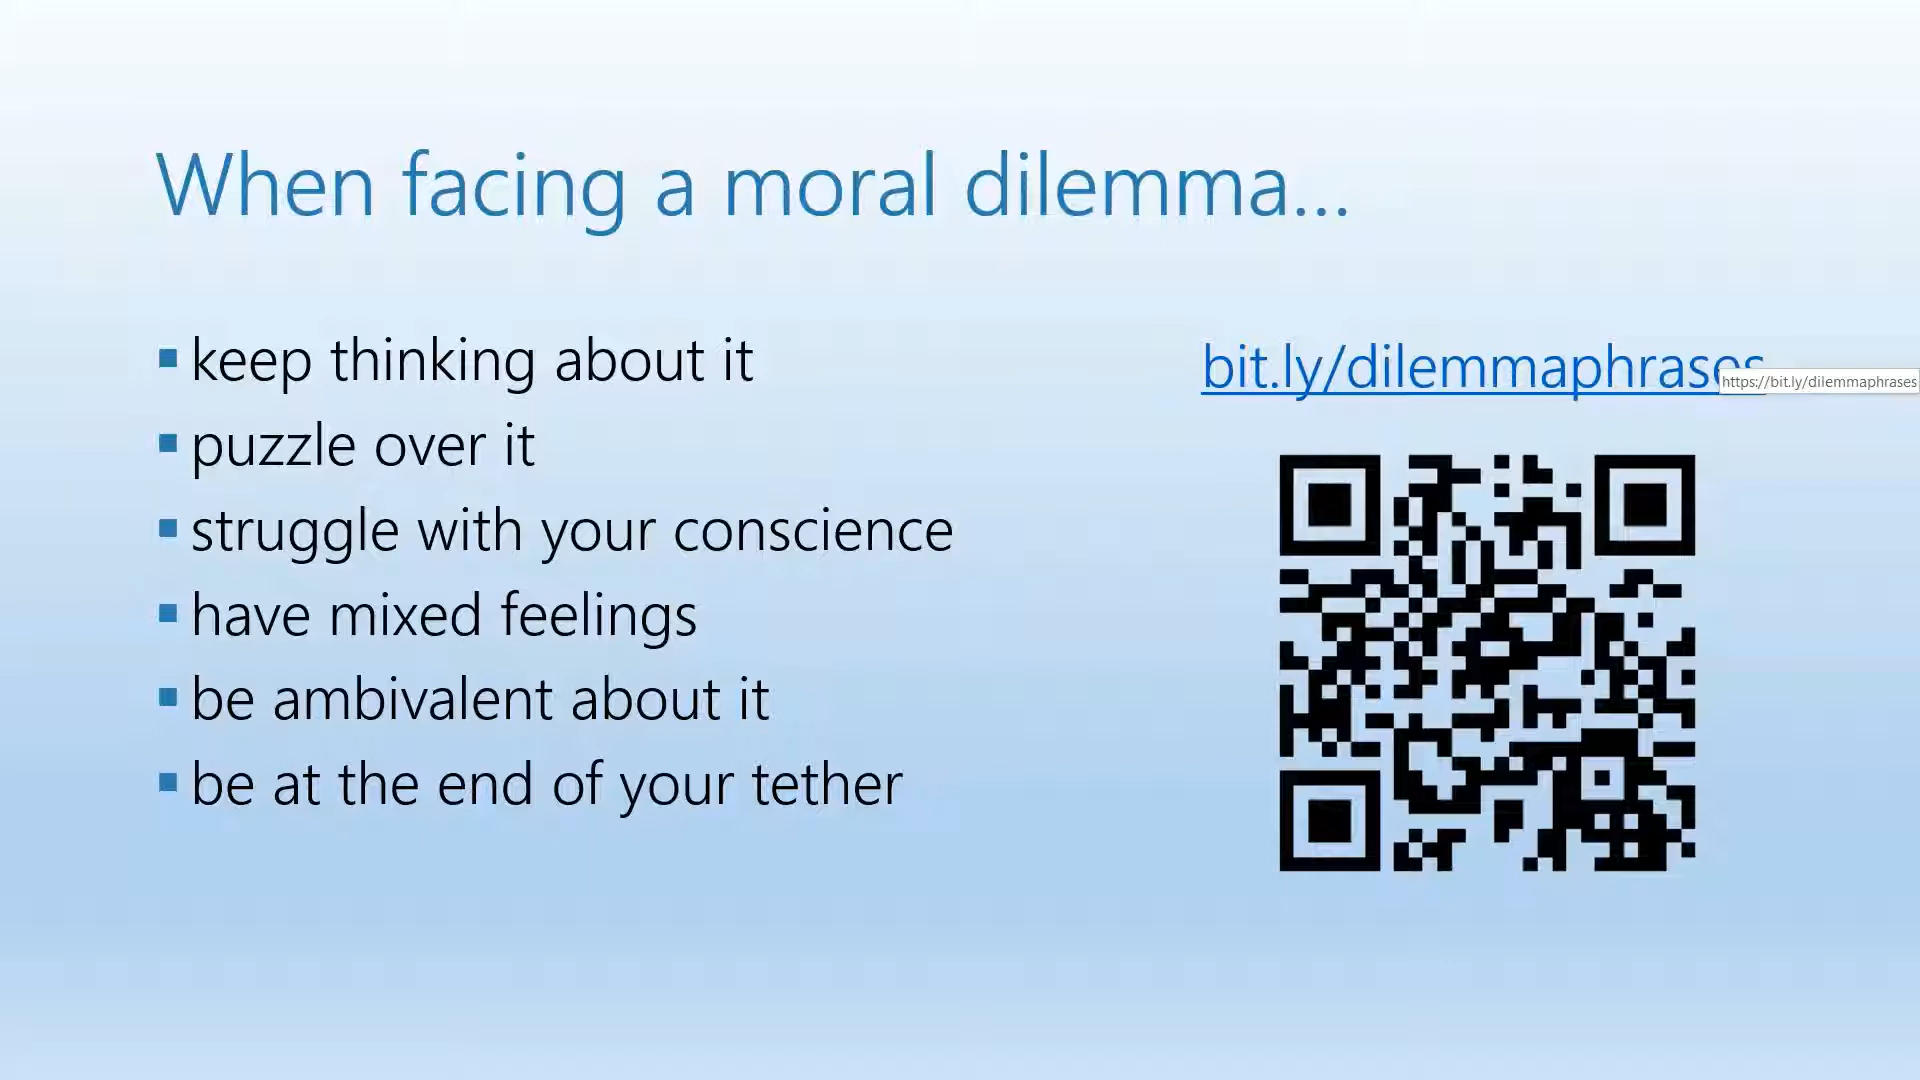 When facing a moral dilemma...
▪ keep thinking about it
▪ puzzle over it
▪ struggle with your conscience
▪ have mixed feelings
▪ be ambivalent about it
▪ be at the end of your tether
bit.ly/dilemmaphrases
https://bit.ly/dilemmaphrases